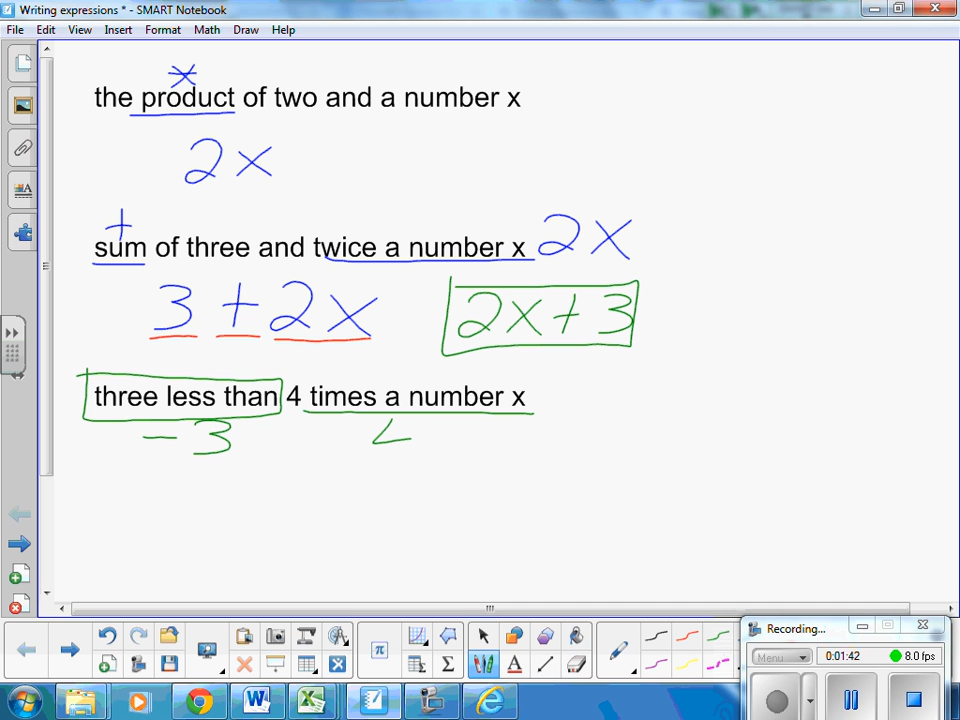 Writing expressions * - SMART Notebook
File Edit View Insert Format Math Draw Help
*
the product of two and a number x
2x
+
sum of three and twice a number x 2x
3 + 2x 2x + 3
three less than 4 times a number x
- 3
Recording...
Menu 0:01:42 8.0 fps
π Σ A
W X